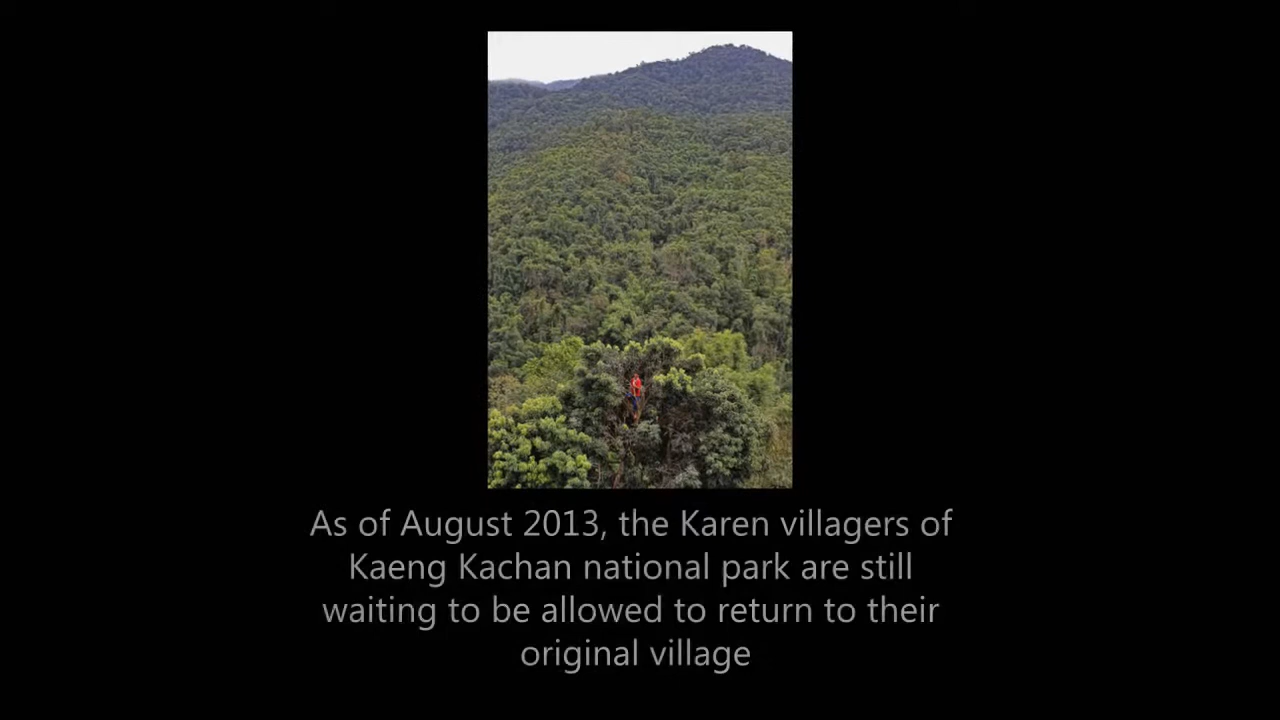 As of August 2013, the Karen villagers of
Kaeng Kachan national park are still
waiting to be allowed to return to their
original village